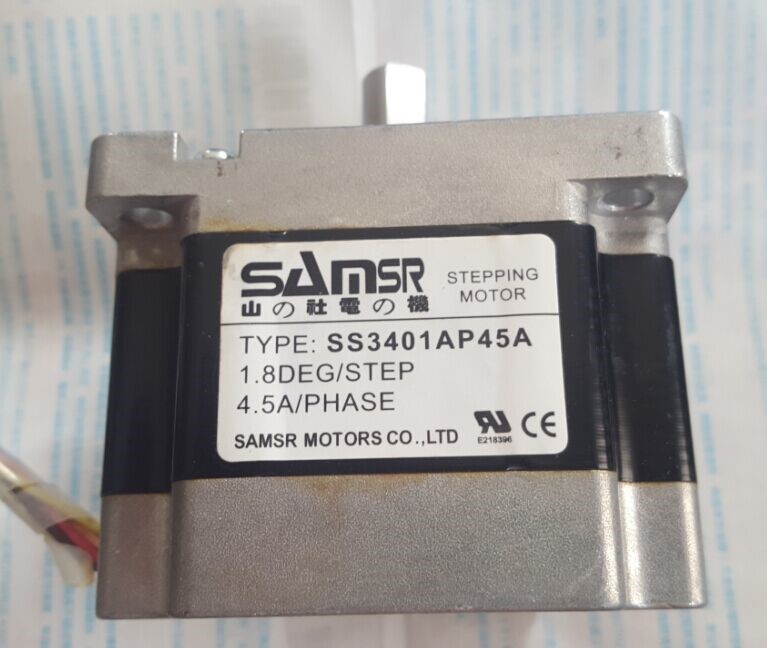 SAMSR
山の社電の機
STEPPING
MOTOR
TYPE: SS3401AP45A
1.8DEG/STEP
4.5A/PHASE
SAMSR MOTORS CO.,LTD
E218396
CE